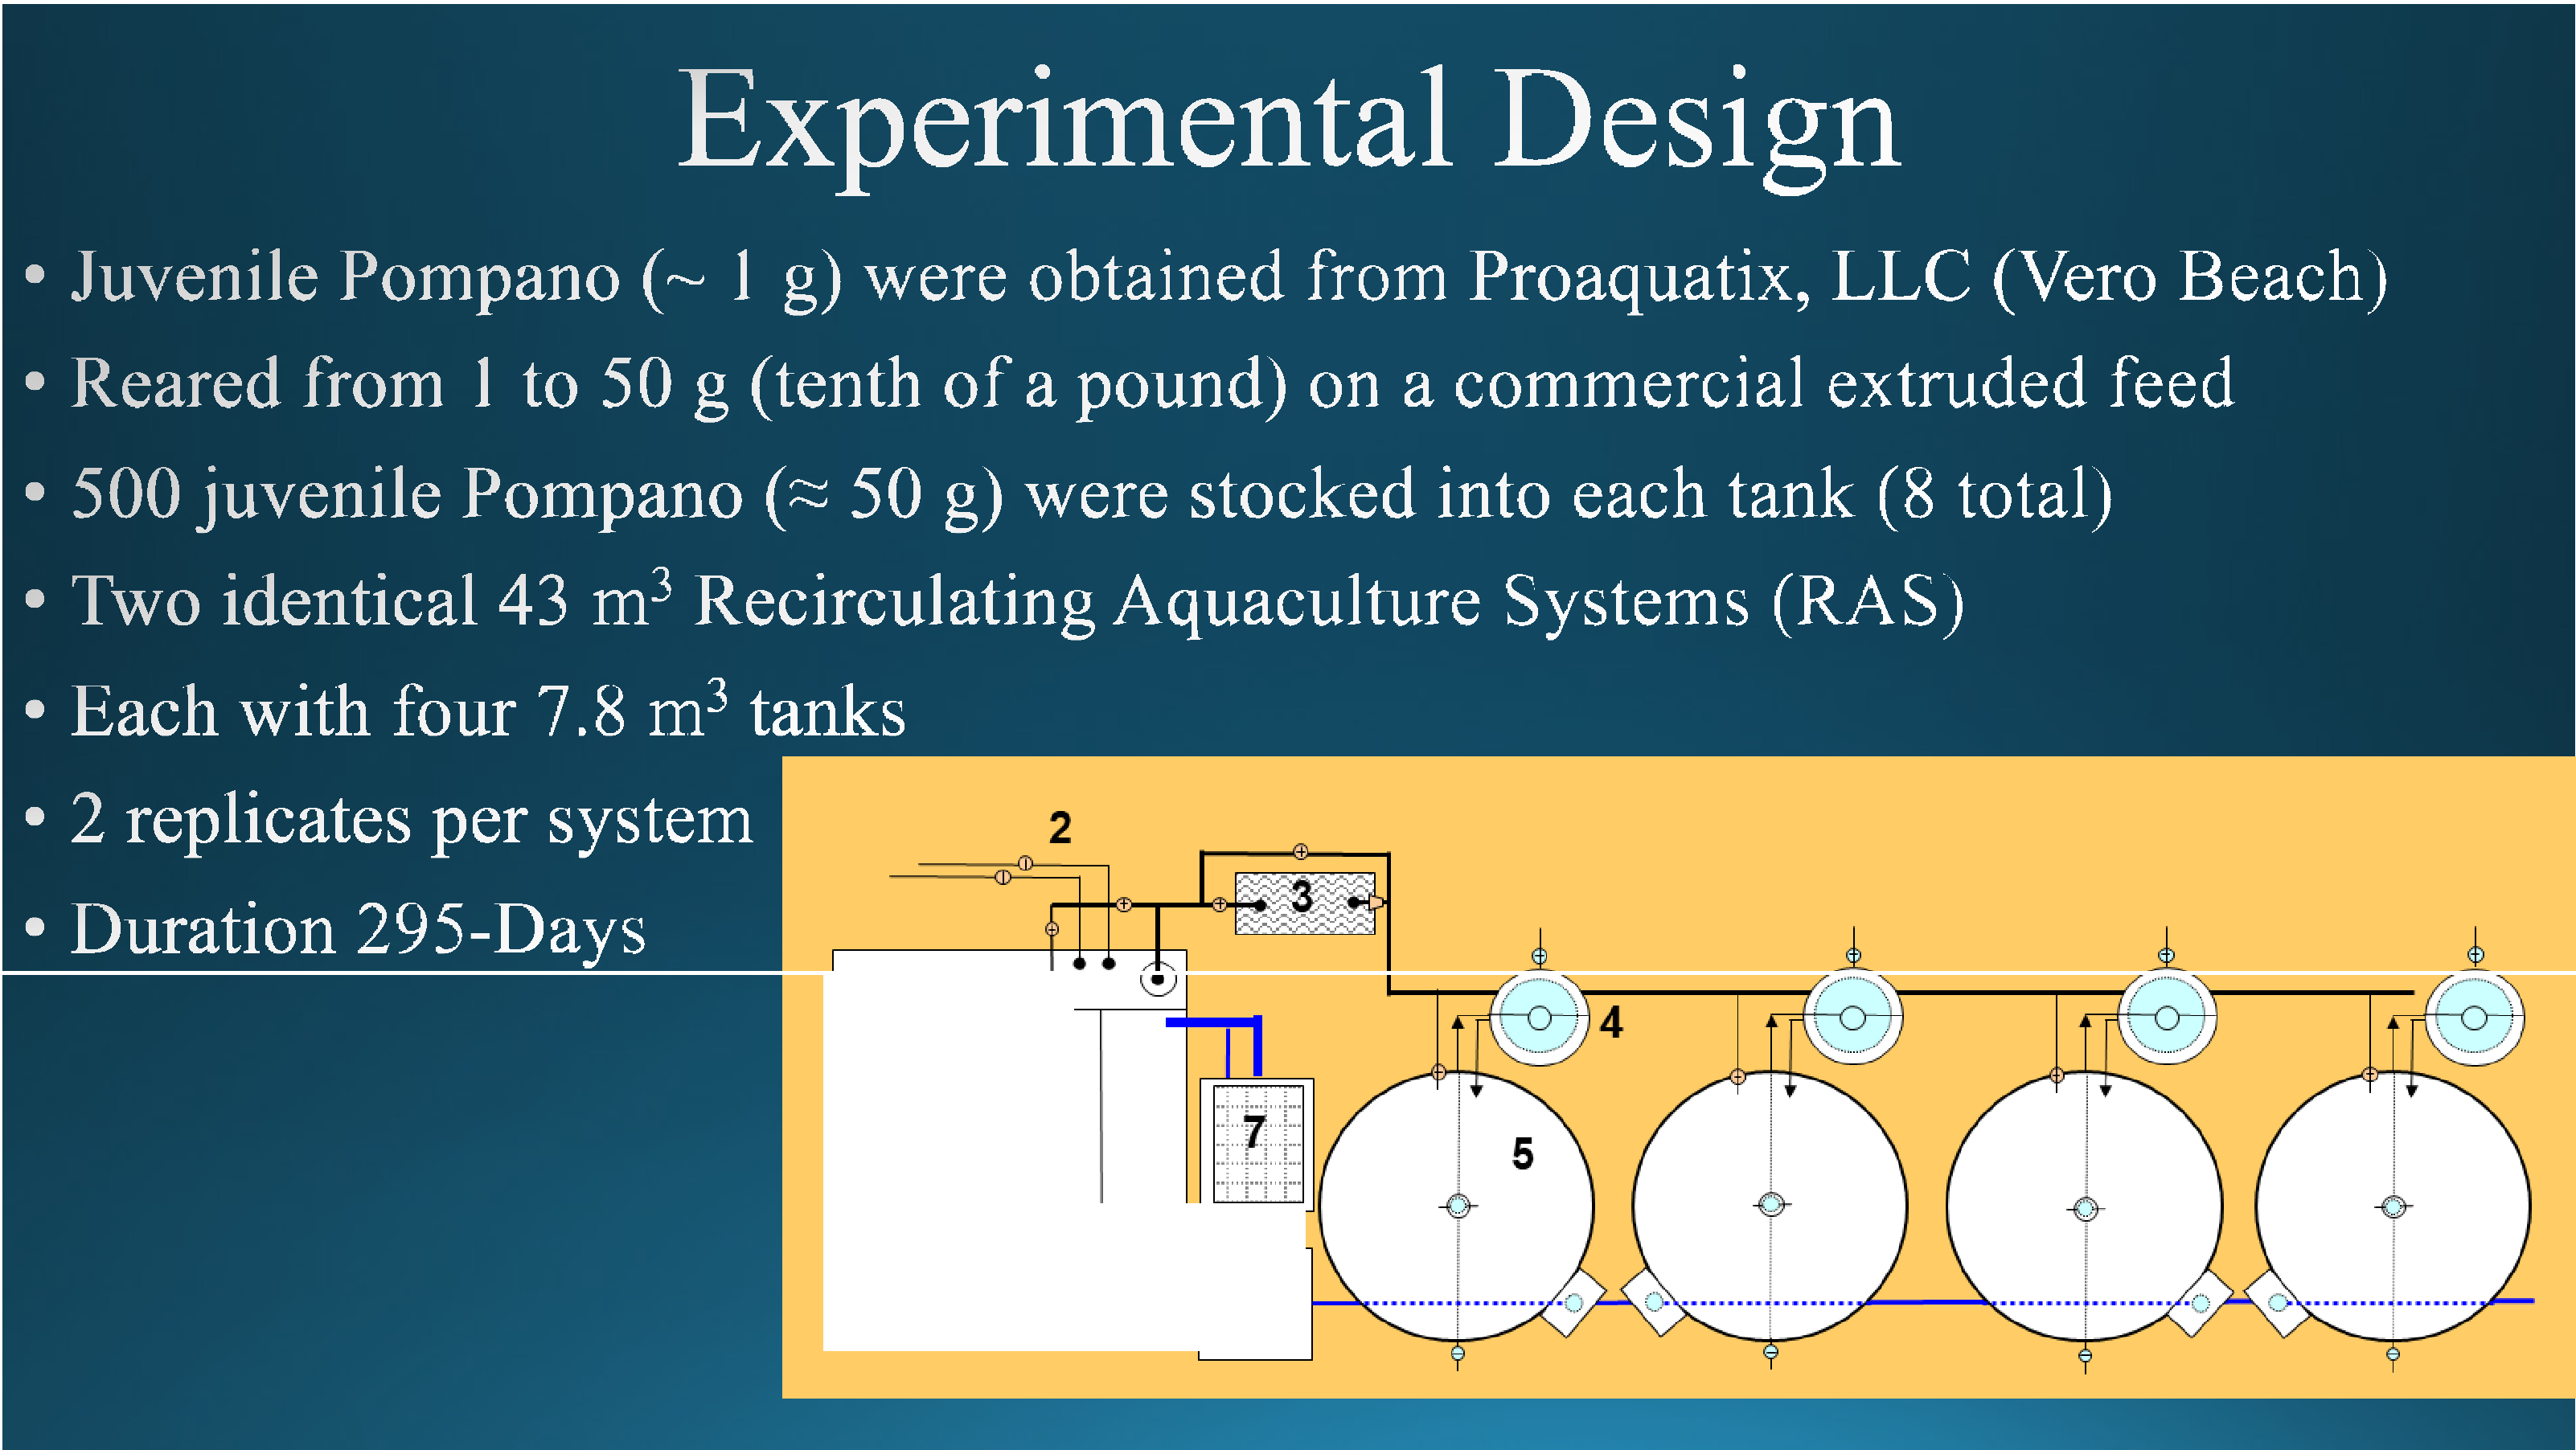 Experimental Design
• Juvenile Pompano (~ 1 g) were obtained from Proaquatix, LLC (Vero Beach)
• Reared from 1 to 50 g (tenth of a pound) on a commercial extruded feed
• 500 juvenile Pompano (≈ 50 g) were stocked into each tank (8 total)
• Two identical 43 m³ Recirculating Aquaculture Systems (RAS)
• Each with four 7.8 m³ tanks
• 2 replicates per system
• Duration 295-Days
2
3
4
7
5